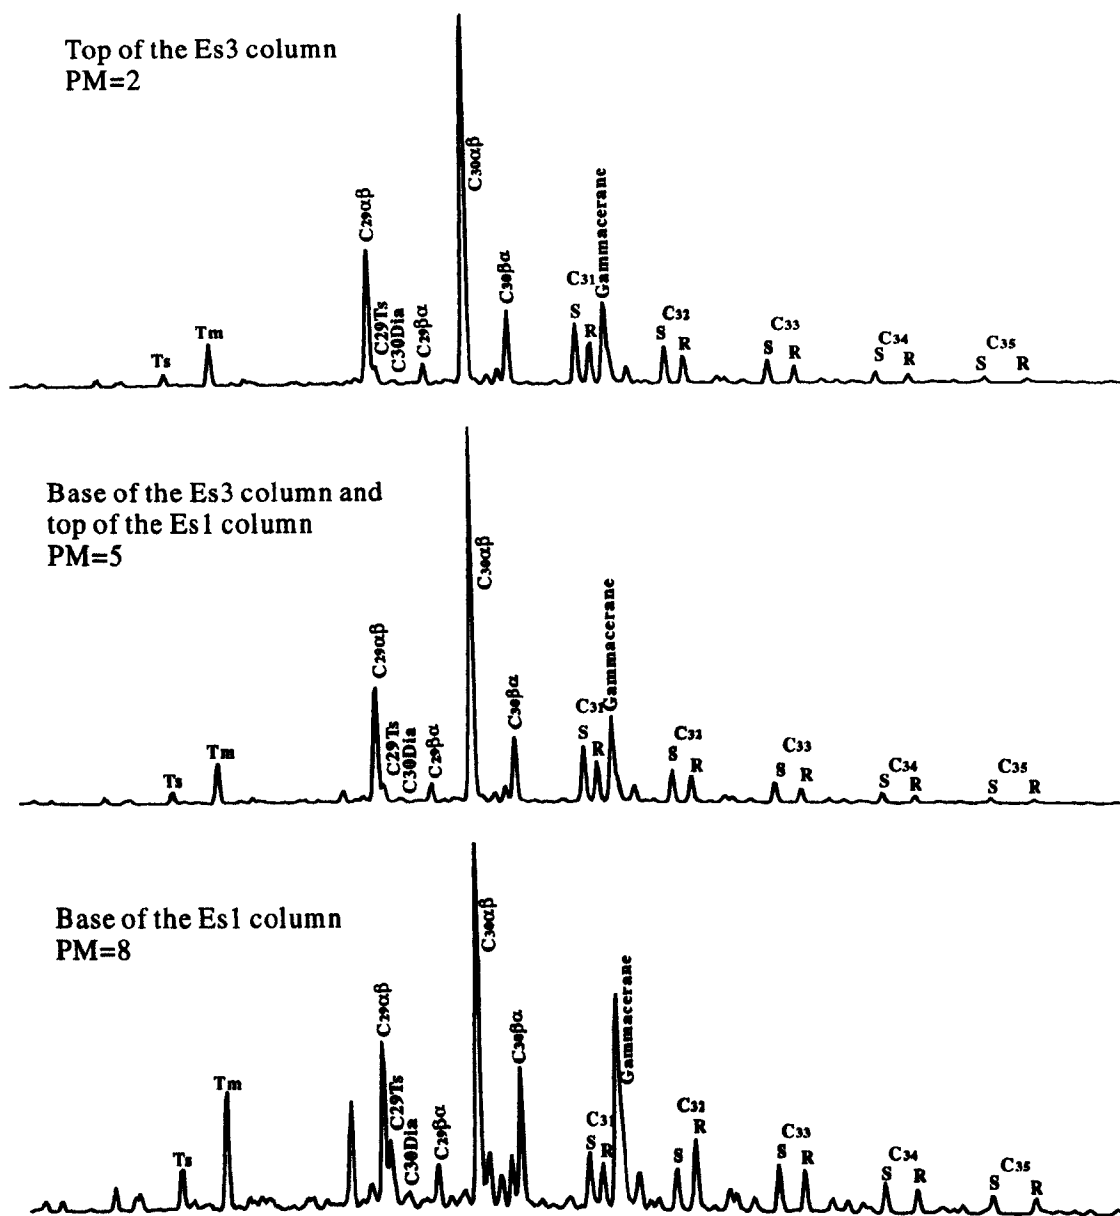 Top of the Es3 column
PM=2
Ts
Tm
C29αβ
C29Ts
C30Dia
C29βα
C30αβ
C30βα
C31
S
R
Gammacerane
C32
S
R
C33
S
R
C34
S
R
C35
S
R
Base of the Es3 column and
top of the Es1 column
PM=5
Ts
Tm
C29αβ
C29Ts
C30Dia
C29βα
C30αβ
C30βα
C31
S
R
Gammacerane
C32
S
R
C33
S
R
C34
S
R
C35
S
R
Base of the Es1 column
PM=8
Ts
Tm
C29αβ
C29Ts
C30Dia
C29βα
C30αβ
C30βα
C31
S
R
Gammacerane
C32
S
R
C33
S
R
C34
S
R
C35
S
R